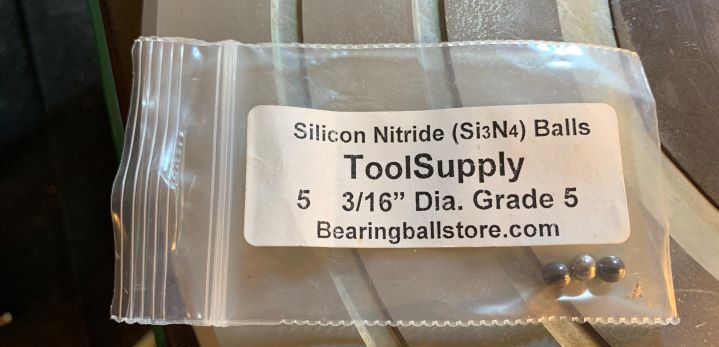 Silicon Nitride (Si3N4) Balls
ToolSupply
5 3/16” Dia. Grade 5
Bearingballstore.com